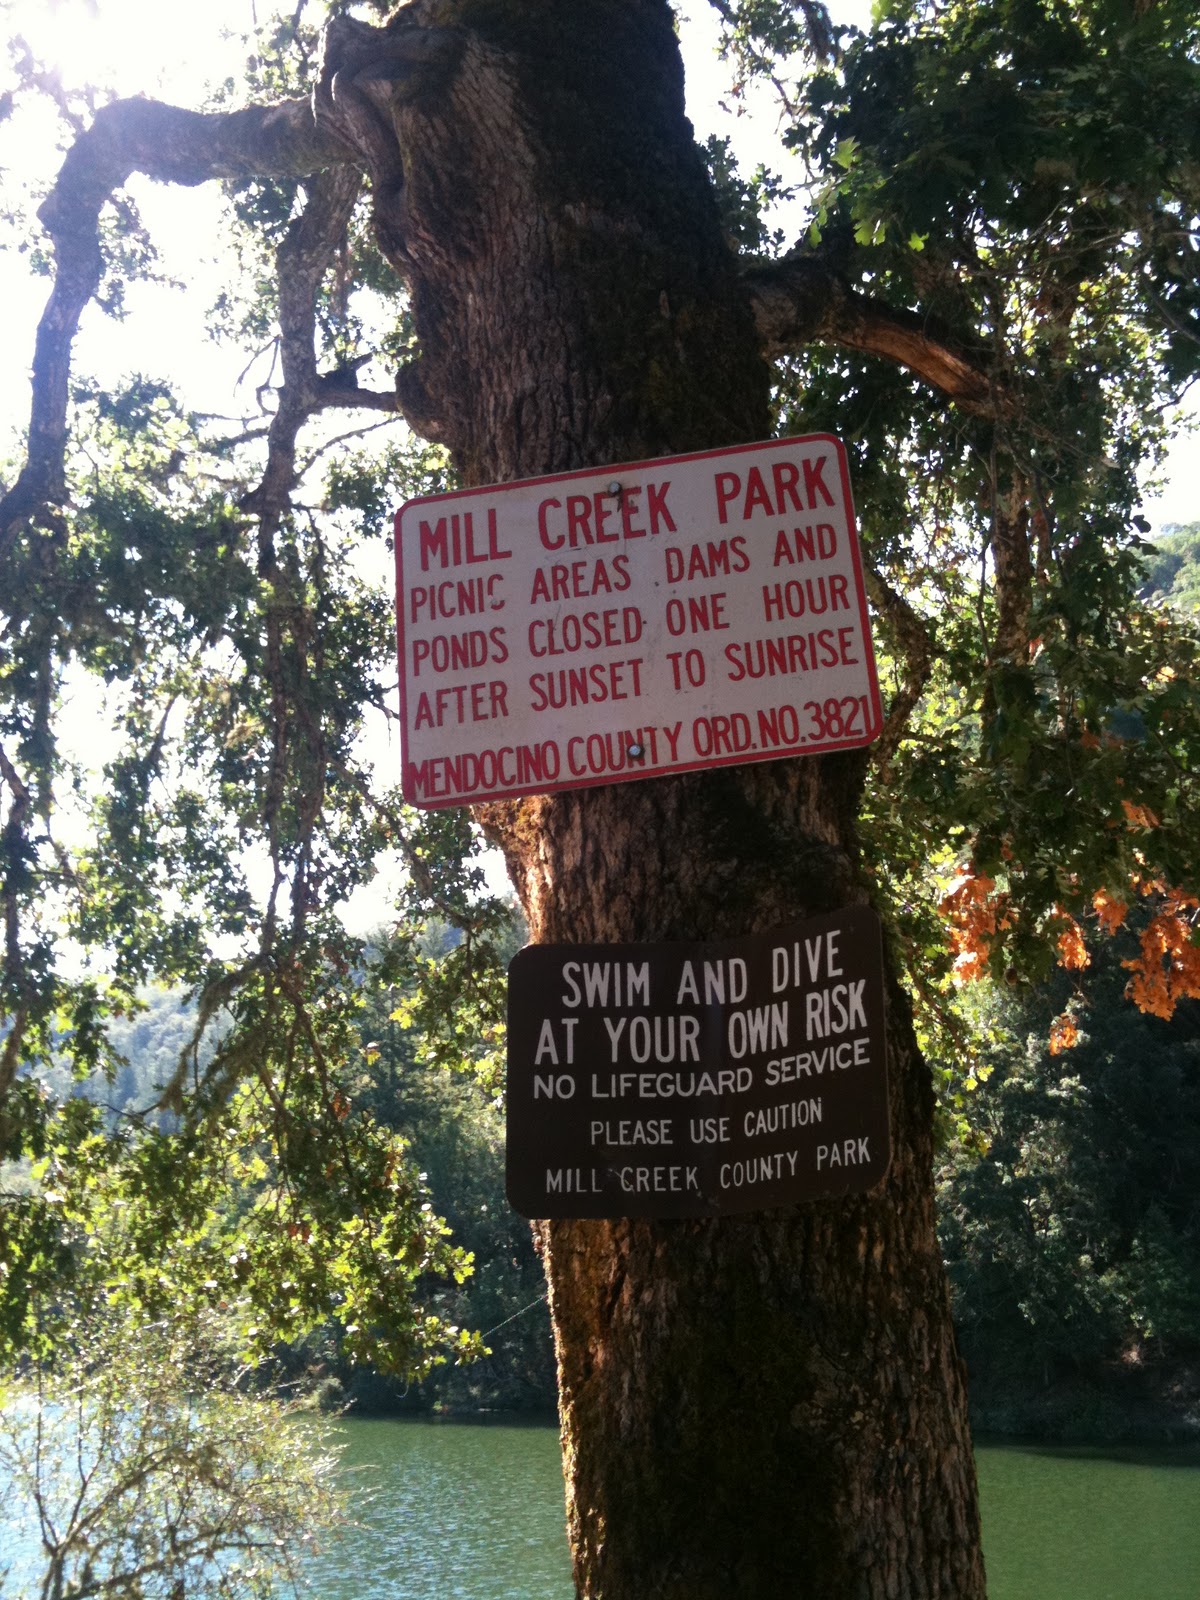 MILL CREEK PARK
PICNIC AREAS DAMS AND
PONDS CLOSED ONE HOUR
AFTER SUNSET TO SUNRISE
MENDOCINO COUNTY ORD. NO. 3821
SWIM AND DIVE
AT YOUR OWN RISK
NO LIFEGUARD SERVICE
PLEASE USE CAUTION
MILL CREEK COUNTY PARK